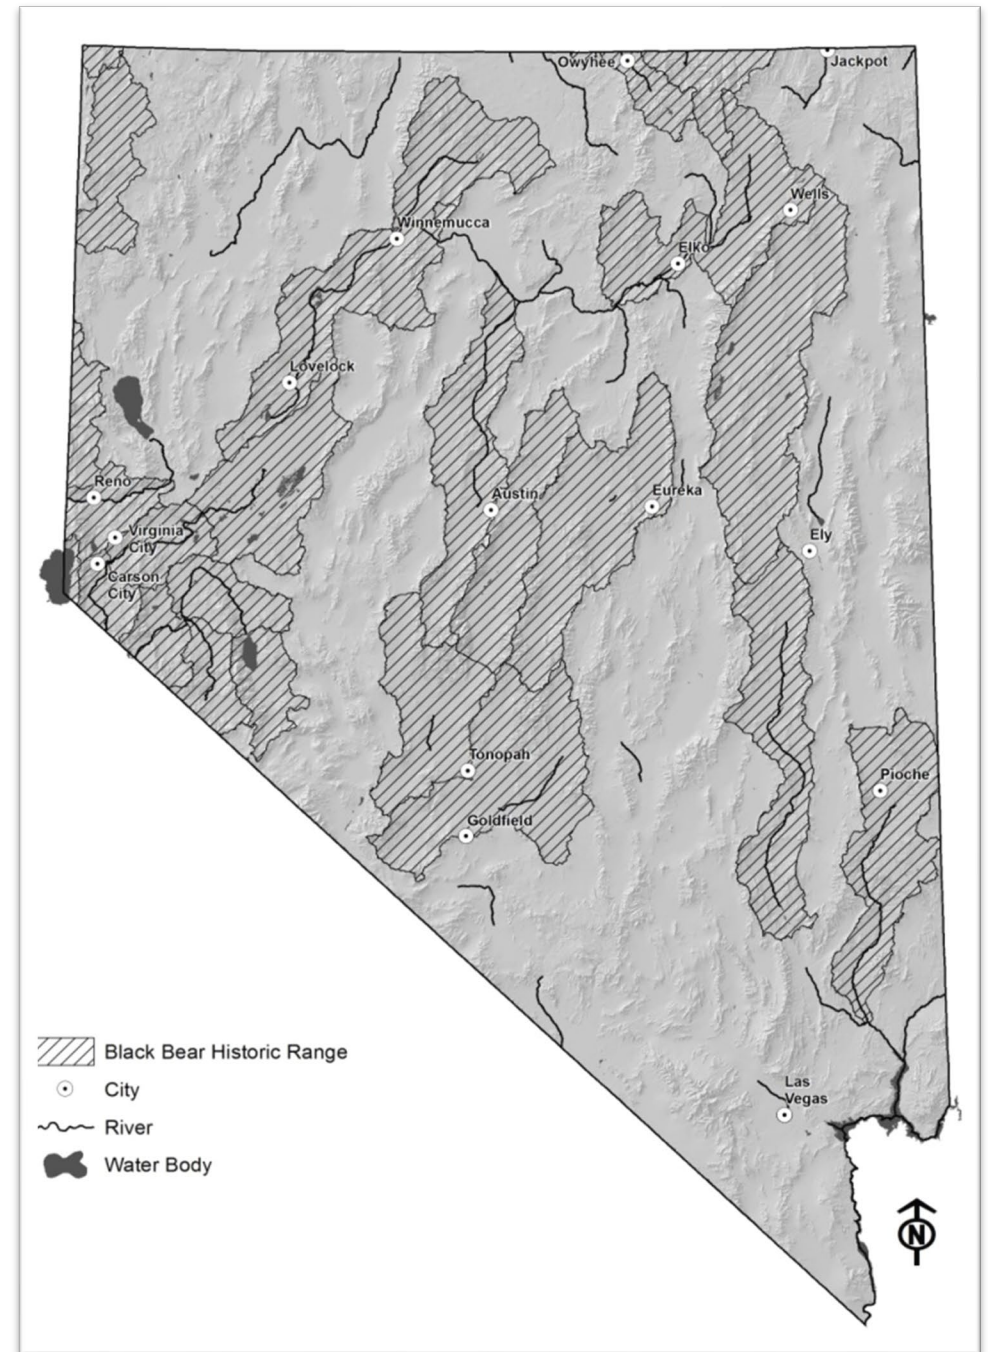 Owyhee
Jackpot
Wells
Winnemucca
Elko
Lovelock
Reno
Austin
Eureka
Virginia
City
Ely
Carson
City
Tonopah
Pioche
Goldfield
Black Bear Historic Range
City
River
Water Body
Las
Vegas
N